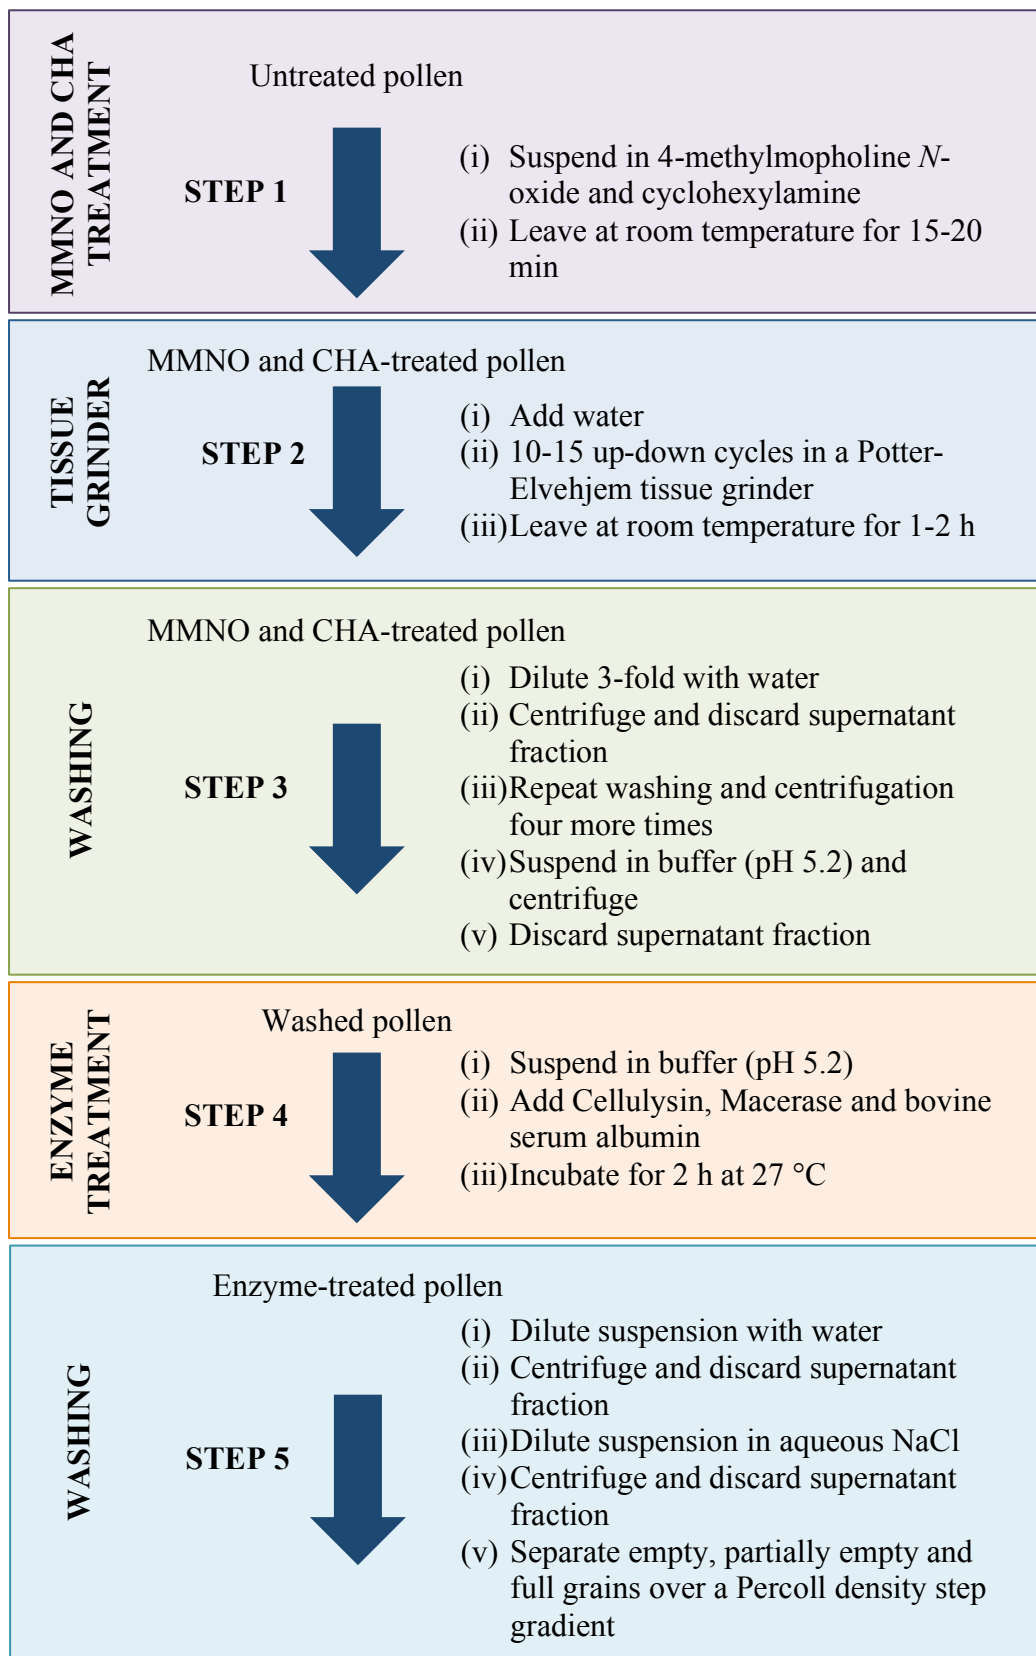 MMNO AND CHA
TREATMENT
Untreated pollen
STEP 1
(i) Suspend in 4-methylmopholine N-
oxide and cyclohexylamine
(ii) Leave at room temperature for 15-20
min
TISSUE
GRINDER
MMNO and CHA-treated pollen
STEP 2
(i) Add water
(ii) 10-15 up-down cycles in a Potter-
Elvehjem tissue grinder
(iii) Leave at room temperature for 1-2 h
WASHING
MMNO and CHA-treated pollen
STEP 3
(i) Dilute 3-fold with water
(ii) Centrifuge and discard supernatant
fraction
(iii) Repeat washing and centrifugation
four more times
(iv) Suspend in buffer (pH 5.2) and
centrifuge
(v) Discard supernatant fraction
ENZYME
TREATMENT
Washed pollen
STEP 4
(i) Suspend in buffer (pH 5.2)
(ii) Add Cellulysin, Macerase and bovine
serum albumin
(iii) Incubate for 2 h at 27 °C
WASHING
Enzyme-treated pollen
STEP 5
(i) Dilute suspension with water
(ii) Centrifuge and discard supernatant
fraction
(iii) Dilute suspension in aqueous NaCl
(iv) Centrifuge and discard supernatant
fraction
(v) Separate empty, partially empty and
full grains over a Percoll density step
gradient